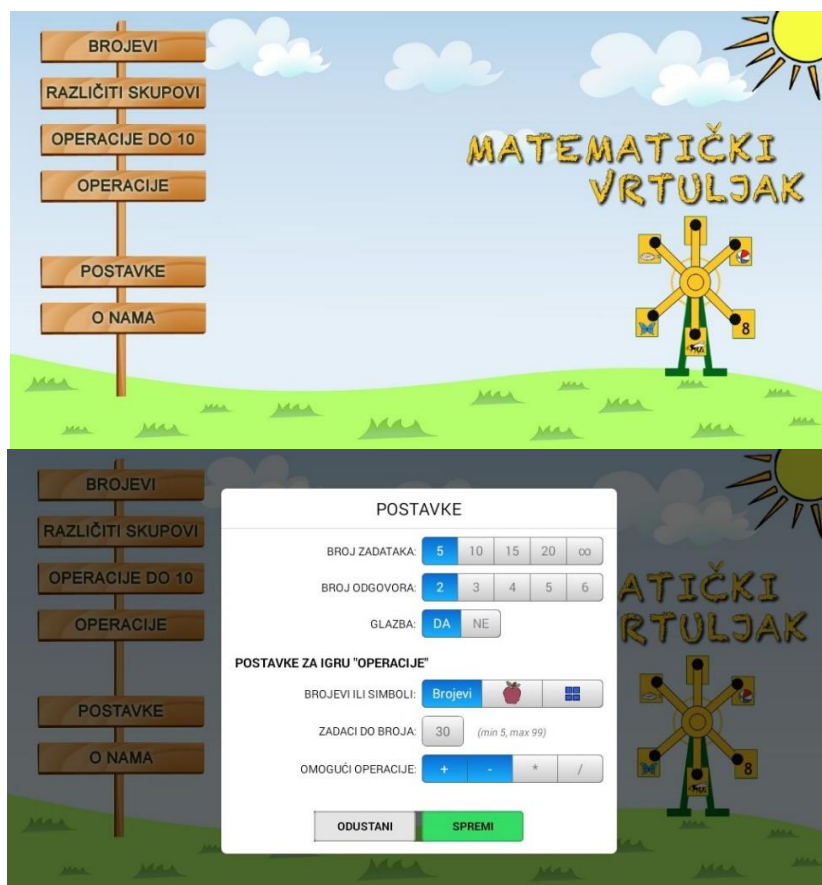 BROJEVI
RAZLIČITI SKUPOVI
OPERACIJE DO 10
OPERACIJE
POSTAVKE
O NAMA
MATEMATIČKI
VRTULJAK
8
BROJEVI
RAZLIČITI SKUPOVI
OPERACIJE DO 10
OPERACIJE
POSTAVKE
O NAMA
ATIČKI
RTULJAK
8
POSTAVKE
BROJ ZADATAKA: 5 10 15 20 ∞
BROJ ODGOVORA: 2 3 4 5 6
GLAZBA: DA NE
POSTAVKE ZA IGRU "OPERACIJE"
BROJEVI ILI SIMBOLI: Brojevi
ZADACI DO BROJA: 30 (min 5, max 99)
OMOGUĆI OPERACIJE: + - * /
ODUSTANI SPREMI